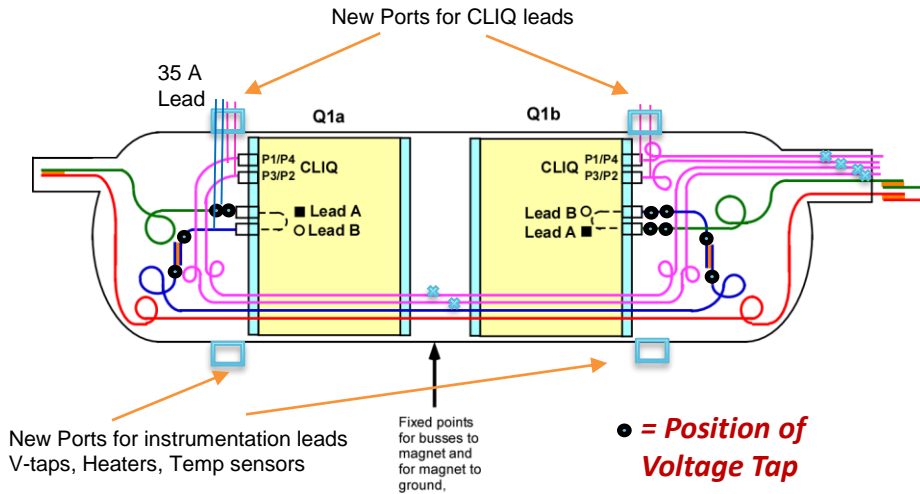 New Ports for CLIQ leads
35 A
Lead
Q1a
Q1b
P1/P4
CLIQ
P3/P2
CLIQ
P1/P4
P3/P2
Lead A
Lead B
Lead B
Lead A
New Ports for instrumentation leads
V-taps, Heaters, Temp sensors
Fixed points
for busses to
magnet and
for magnet to
ground,
= Position of
Voltage Tap